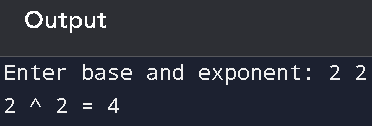 Output
Enter base and exponent: 2 2
2 ^ 2 = 4